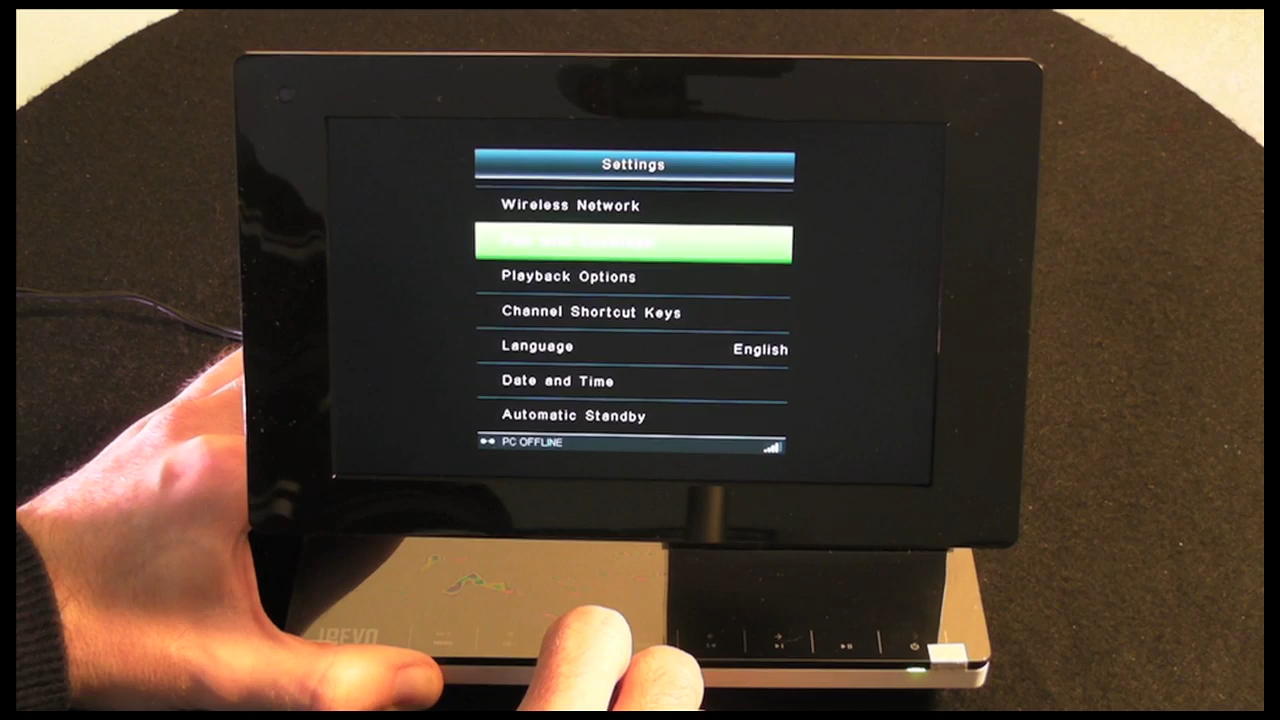 Settings
Wireless Network
Playback Options
Channel Shortcut Keys
Language English
Date and Time
Automatic Standby
PC OFFLINE